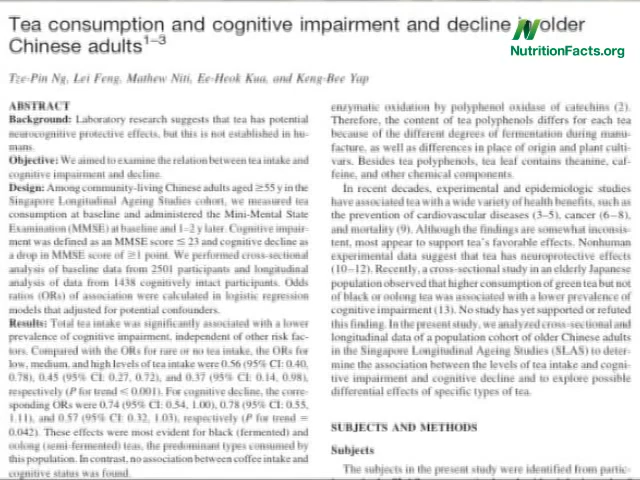 Tea consumption and cognitive impairment and decline in older
Chinese adults1–3
NutritionFacts.org
Tze-Pin Ng, Lei Feng, Mathew Niti, Ee-Heok Kua, and Keng-Bee Yap
ABSTRACT
Background: Laboratory research suggests that tea has potential
neurocognitive protective effects, but this is not established in hu-
mans.
Objective: We aimed to examine the relation between tea intake and
cognitive impairment and decline.
Design: Among community-living Chinese adults aged ≥55 y in the
Singapore Longitudinal Ageing Studies cohort, we measured tea
consumption at baseline and administered the Mini-Mental State
Examination (MMSE) at baseline and 1–2 y later. Cognitive impair-
ment was defined as an MMSE score ≤ 23 and cognitive decline as
a drop in MMSE score of ≥1 point. We performed cross-sectional
analysis of baseline data from 2501 participants and longitudinal
analysis of data from 1438 cognitively intact participants. Odds
ratios (ORs) of association were calculated in logistic regression
models that adjusted for potential confounders.
Results: Total tea intake was significantly associated with a lower
prevalence of cognitive impairment, independent of other risk fac-
tors. Compared with the ORs for rare or no tea intake, the ORs for
low, medium, and high levels of tea intake were 0.56 (95% CI: 0.40,
0.78), 0.45 (95% CI: 0.27, 0.72), and 0.37 (95% CI: 0.14, 0.98),
respectively (P for trend < 0.001). For cognitive decline, the corre-
sponding ORs were 0.74 (95% CI: 0.54, 1.00), 0.78 (95% CI: 0.55,
1.11), and 0.57 (95% CI: 0.32, 1.03), respectively (P for trend =
0.042). These effects were most evident for black (fermented) and
oolong (semi-fermented) teas, the predominant types consumed by
this population. In contrast, no association between coffee intake and
cognitive status was found.
enzymatic oxidation by polyphenol oxidase of catechins (2).
Therefore, the content of tea polyphenols differs for each tea
because of the different degrees of fermentation during manu-
facture, as well as differences in place of origin and plant culti-
vars. Besides tea polyphenols, tea leaf contains theanine, caf-
feine, and other chemical components.
In recent decades, experimental and epidemiologic studies
have associated tea with a wide variety of health benefits, such as
the prevention of cardiovascular diseases (3–5), cancer (6–8),
and mortality (9). Although the findings are somewhat inconsis-
tent, most appear to support tea's favorable effects. Nonhuman
experimental data suggest that tea has neuroprotective effects
(10–12). Recently, a cross-sectional study in an elderly Japanese
population observed that higher consumption of green tea but not
of black or oolong tea was associated with a lower prevalence of
cognitive impairment (13). No study has yet supported or refuted
this finding. In the present study, we analyzed cross-sectional and
longitudinal data of a population cohort of older Chinese adults
in the Singapore Longitudinal Ageing Studies (SLAS) to deter-
mine the association between the levels of tea intake and cogni-
tive impairment and cognitive decline and to explore possible
differential effects of specific types of tea.
SUBJECTS AND METHODS
Subjects
The subjects in the present study were identified from partic-